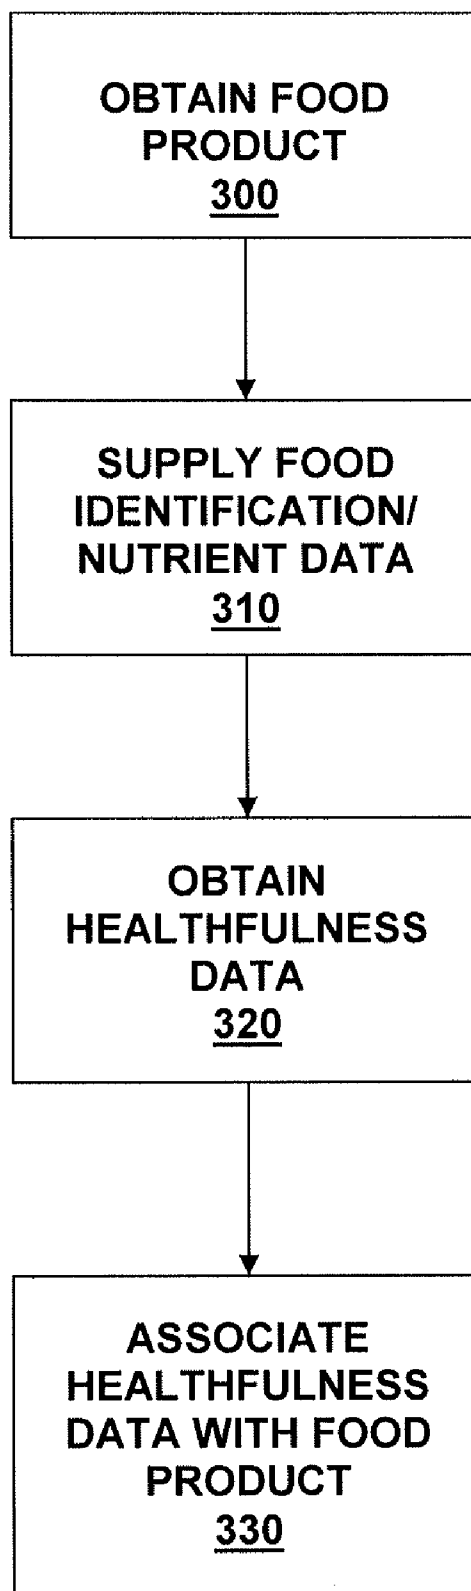 OBTAIN FOOD
PRODUCT
300
SUPPLY FOOD
IDENTIFICATION/
NUTRIENT DATA
310
OBTAIN
HEALTHFULNESS
DATA
320
ASSOCIATE
HEALTHFULNESS
DATA WITH FOOD
PRODUCT
330